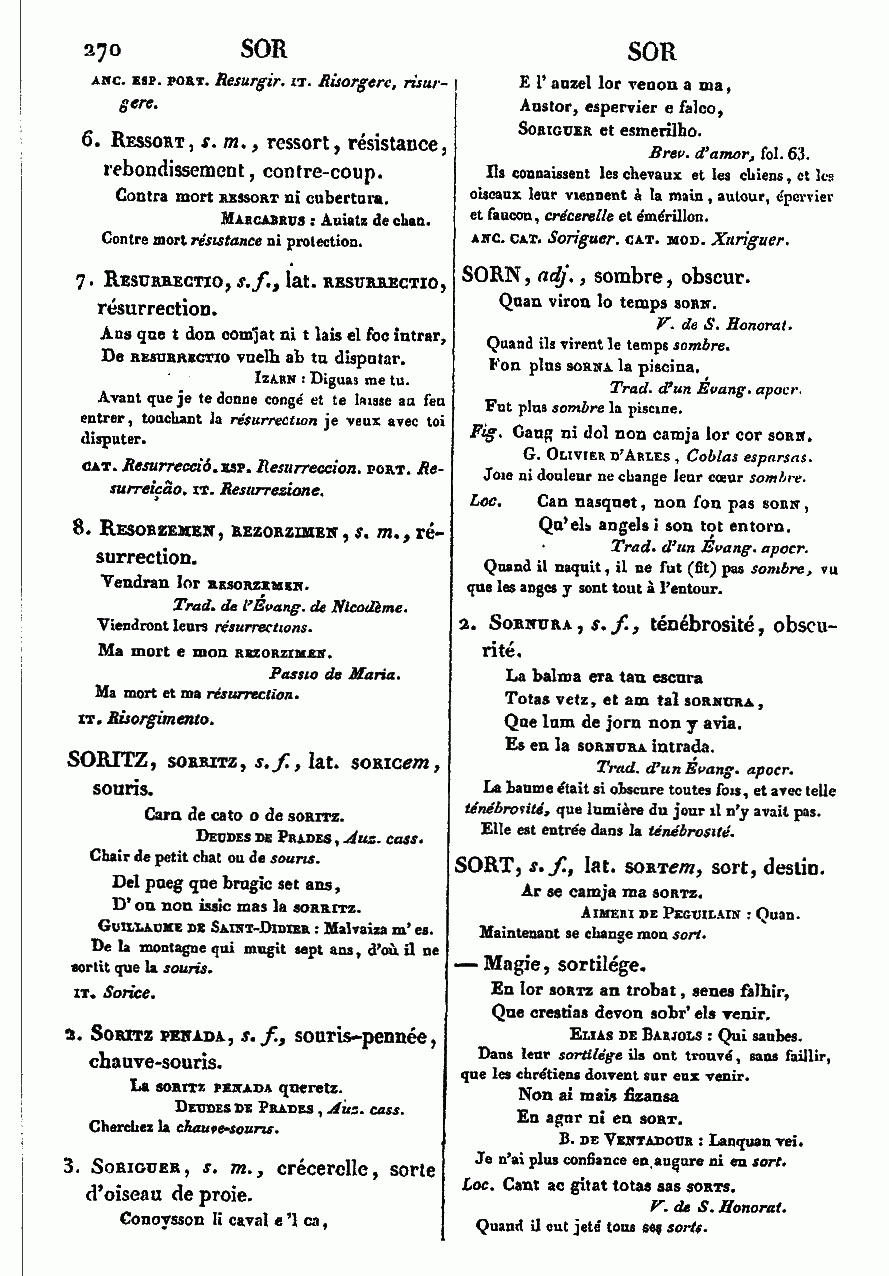 270 SOR SOR
ANC. ESP. PORT. Resurgir. IT. Risorgere, risur-
gere.
6. RESSORT, s. m., ressort, résistance,
rebondissement, contre-coup.
Contra mort RESSORT ni cubertura.
MARCABRUS : Auiatz de chan.
Contre mort résistance ni protection.
7. RESURRECTIO, s. f., lat. RESURRECTIO,
résurrection.
Ans que t don comjat ni t lais el foc intrar,
De RESURRECTIO vuelh ab tu disputar.
IZARN : Diguas me tu.
Avant que je te donne congé et te laisse au feu
entrer, touchant la résurrection je veux avec toi
disputer.
CAT. Resurrecció. ESP. Resurreccion. PORT. Re-
surreição. IT. Resurrezione.
8. RESORZEMEN, REZORZIMEN, s. m., ré-
surrection.
Vendran lor RESORZEMEN.
Trad. de l'Évang. de Nicodème.
Viendront leurs résurrections.
Ma mort e mon REZORZIMEN.
Passio de Maria.
Ma mort et ma résurrection.
IT. Risorgimento.
SORITZ, SORRITZ, s. f., lat. SORICem,
souris.
Carn de cato o de SORITZ.
DEUDES DE PRADES, Auz. cass.
Chair de petit chat ou de souris.
Del pueg que brugic set ans,
D'on non issic mas la SORRITZ.
GUILLAUME DE SAINT-DIDIER : Malvaiza m'es.
De la montagne qui mugit sept ans, d'où il ne
sortit que la souris.
IT. Sorice.
2. SORITZ PENADA, s. f., souris-pennée,
chauve-souris.
La SORITZ PENADA queretz.
DEUDES DE PRADES, Auz. cass.
Cherchez la chauve-souris.
3. SORIGUER, s. m., crécerelle, sorte
d'oiseau de proie.
Conoysson li caval e 'l ca,
E l'auzel lor venon a ma,
Austor, espervier e falco,
SORIGUER et esmerilho.
Brev. d'amor, fol. 63.
Ils connaissent les chevaux et les chiens, et les
oiseaux leur viennent à la main, autour, épervier
et faucon, crécerelle et émérillon.
ANC. CAT. Soriguer. CAT. MOD. Xuriguer.
SORN, adj., sombre, obscur.
Quan viron lo temps SORN.
V. de S. Honorat.
Quand ils virent le temps sombre.
Fon plus SORNA la piscina.
Trad. d'un Évang. apocr.
Fut plus sombre la piscine.
Fig. Gaug ni dol non camja lor cor SORN.
G. OLIVIER D'ARLES, Coblas esparsas.
Joie ni douleur ne change leur cœur sombre.
Loc. Can nasquet, non fon pas SORN,
Qu'els angels i son tot entorn.
Trad. d'un Évang. apocr.
Quand il naquit, il ne fut (fit) pas sombre, vu
que les anges y sont tout à l'entour.
2. SORNURA, s. f., ténébrosité, obscu-
rité.
La balma era tan escura
Totas vetz, et am tal SORNURA,
Que lum de jorn non y avia.
Es en la SORNURA intrada.
Trad. d'un Évang. apocr.
La baume était si obscure toutes fois, et avec telle
ténébrosité, que lumière du jour il n'y avait pas.
Elle est entrée dans la ténébrosité.
SORT, s. f., lat. SORTem, sort, destin.
Ar se camja ma SORTZ.
AIMERI DE PEGUILAIN : Quan.
Maintenant se change mon sort.
— Magie, sortilége.
En lor SORTZ an trobat, senes falhir,
Que crestias devon sobr' els venir.
ELIAS DE BARJOLS : Qui saubes.
Dans leur sortilége ils ont trouvé, sans faillir,
que les chrétiens doivent sur eux venir.
Non ai mais fizansa
En agur ni en SORT.
B. DE VENTADOUR : Lanquan vei.
Je n'ai plus confiance en augure ni en sort.
Loc. Cant ac gitat totas sas SORTS.
V. de S. Honorat.
Quand il eut jeté tous ses sorts.